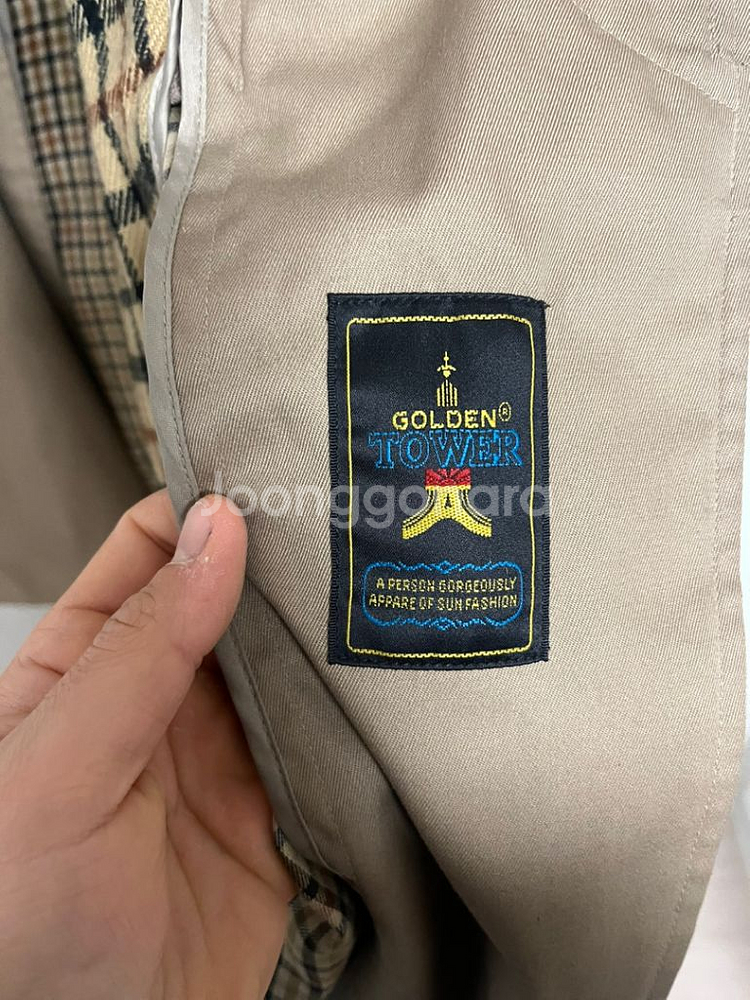 GOLDEN®
TOWER
Joonggonara
A PERSON GORGEOUSLY
APPARE OF SUN FASHION